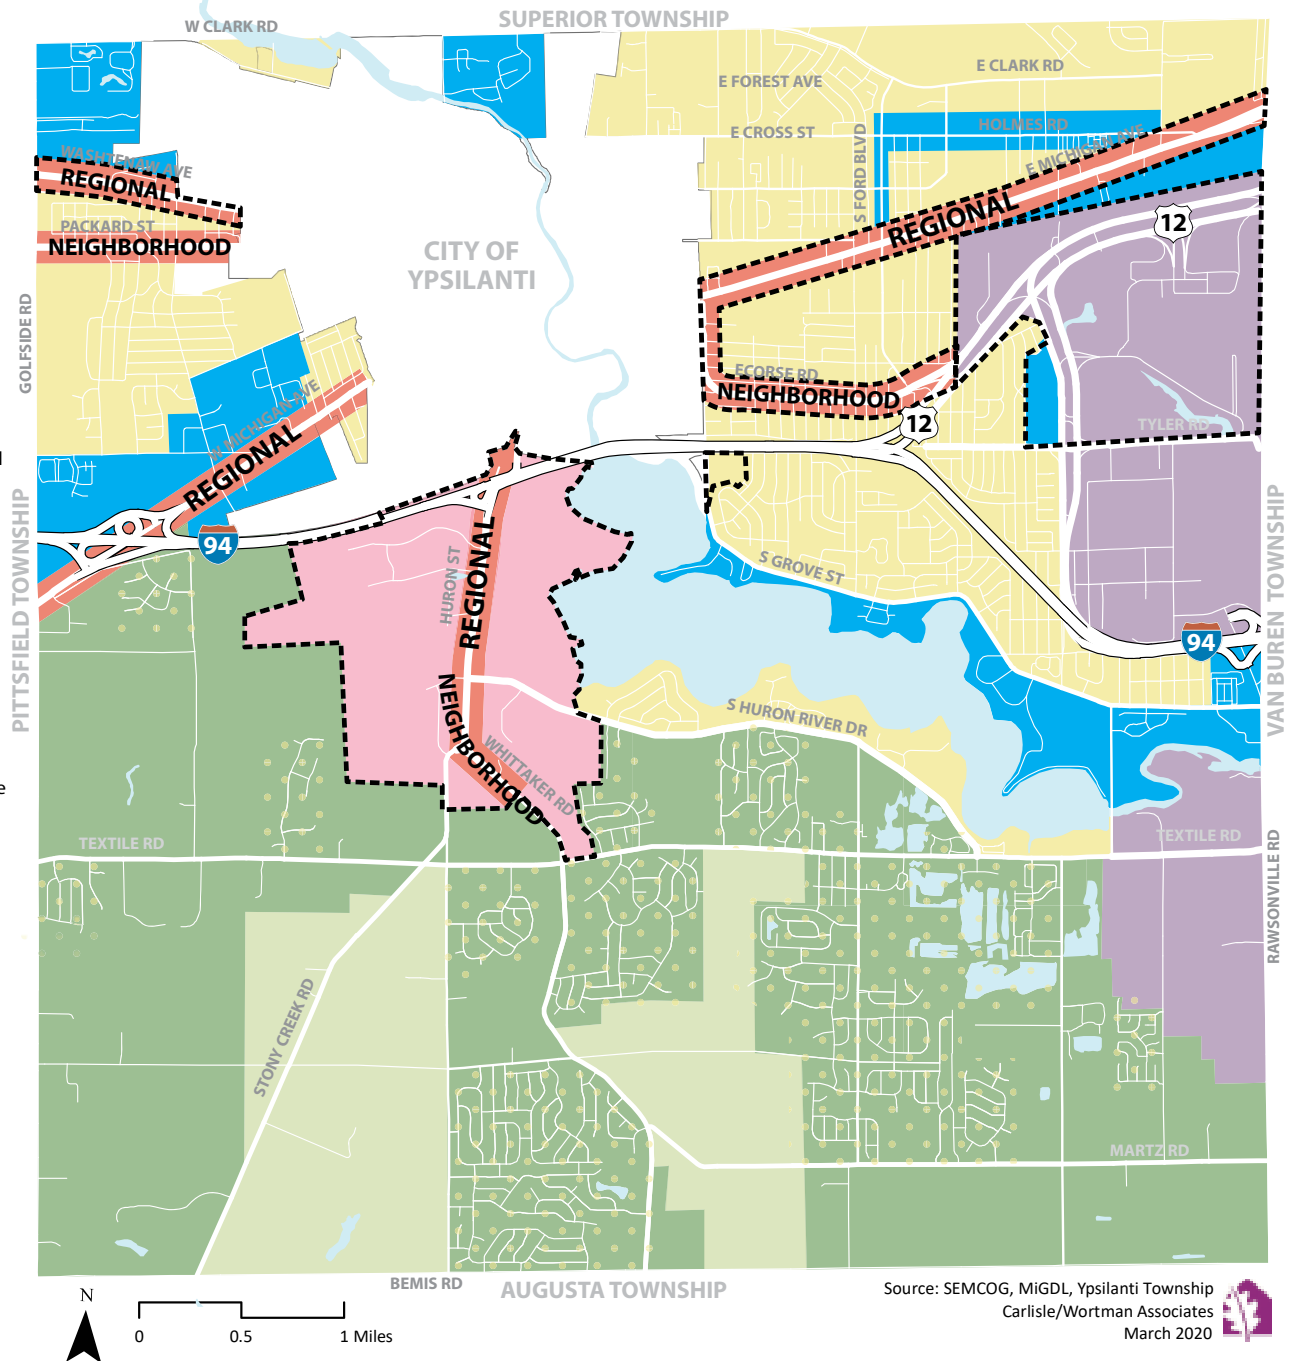 SUPERIOR TOWNSHIP
W CLARK RD
E CLARK RD
E FOREST AVE
HOLMES RD
E CROSS ST
S FORD BLVD
E MICHIGAN AVE
WASHTENAW AVE
REGIONAL
PACKARD ST
NEIGHBORHOOD
REGIONAL
12
CITY OF
YPSILANTI
GOLFSIDE RD
ECORSE RD
NEIGHBORHOOD
12
TYLER RD
W MICHIGAN AVE
REGIONAL
94
PITTSFIELD TOWNSHIP
VAN BUREN TOWNSHIP
HURON ST
REGIONAL
S GROVE ST
94
NEIGHBORHOOD
WHITTAKER RD
S HURON RIVER DR
e
TEXTILE RD
TEXTILE RD
RAWSONVILLE RD
STONY CREEK RD
MARTZ RD
BEMIS RD
AUGUSTA TOWNSHIP
N
0 0.5 1 Miles
Source: SEMCOG, MiGDL, Ypsilanti Township
Carlisle/Wortman Associates
March 2020